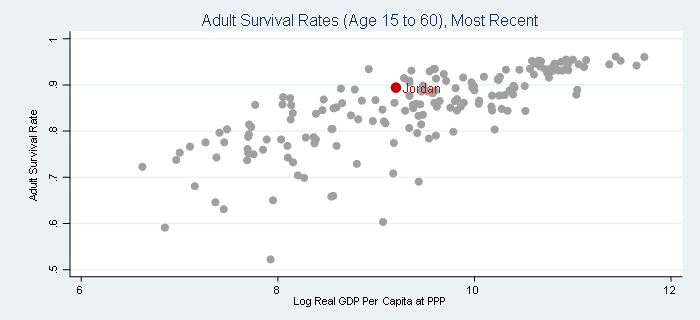 Adult Survival Rates (Age 15 to 60), Most Recent
Adult Survival Rate
1
.9
.8
.7
.6
.5
Jordan
6
8
10
12
Log Real GDP Per Capita at PPP